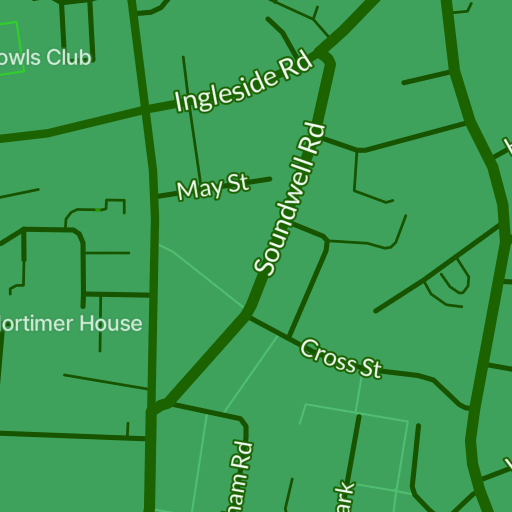 owls Club
Ingleside Rd
May St
Soundwell Rd
ortimer House
Cross St
ham Rd
ark